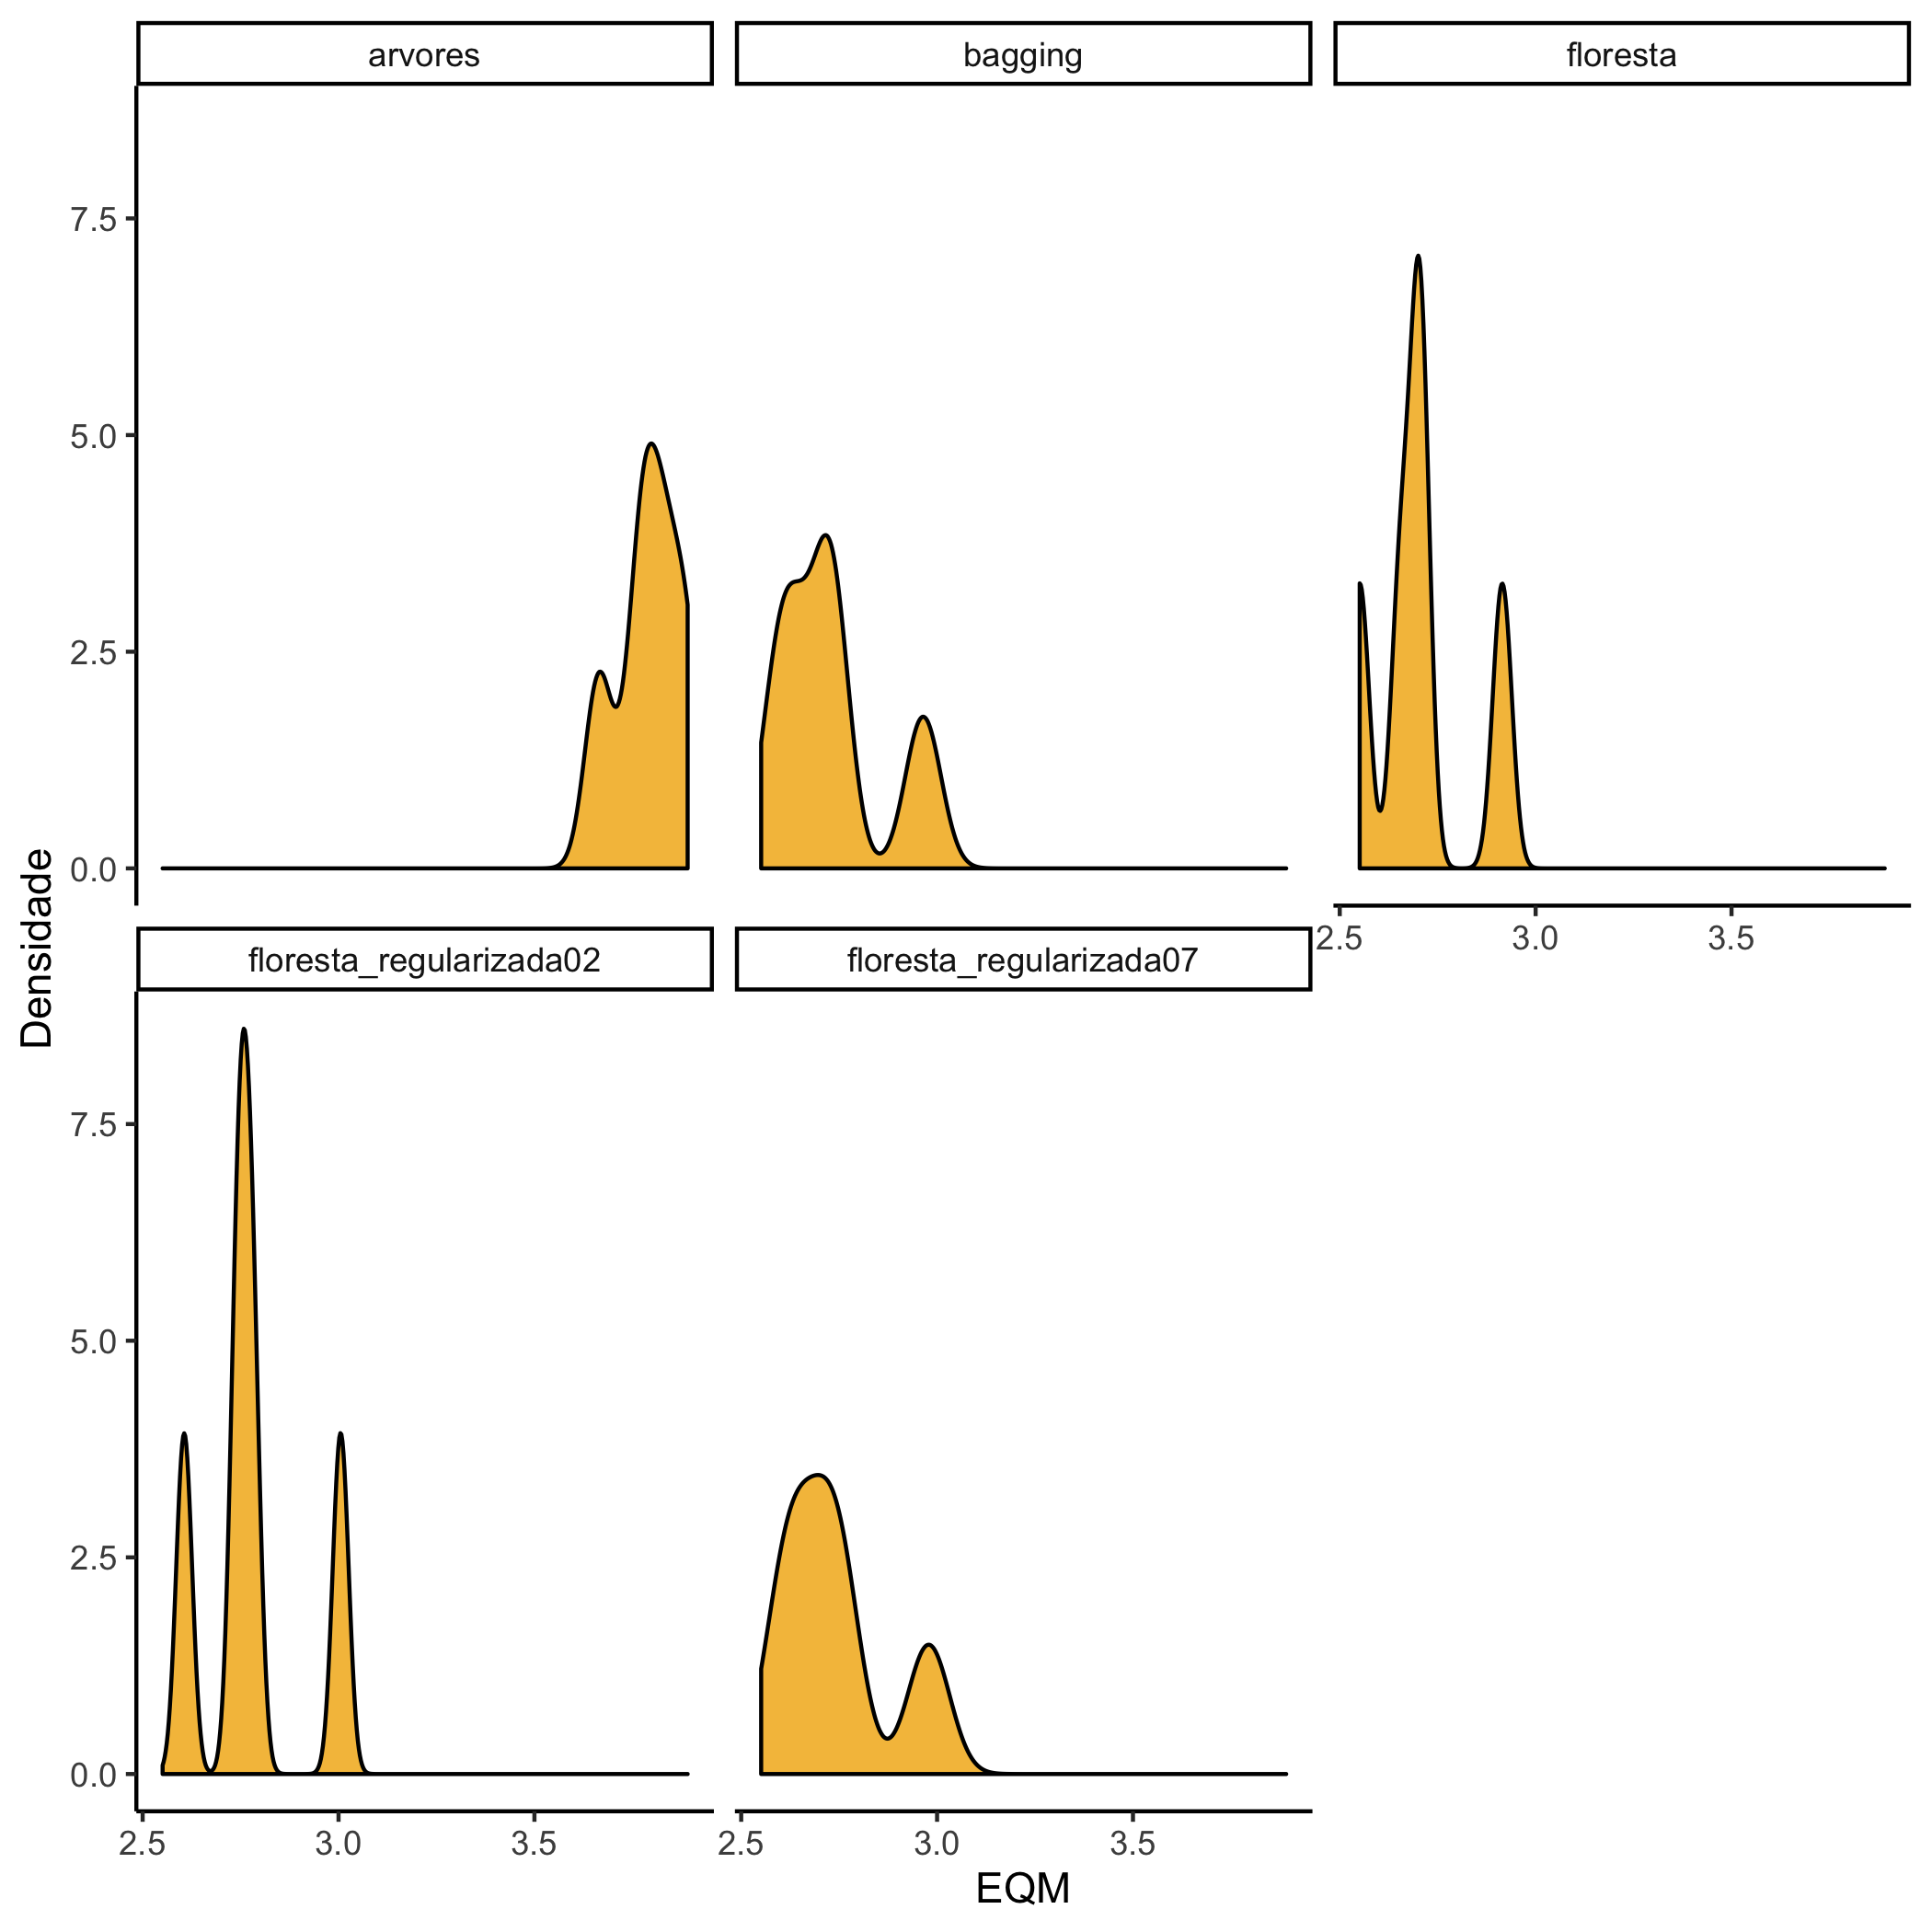 arvores
bagging
floresta
7.5
5.0
2.5
0.0
2.5 3.0 3.5
Densidade
floresta_regularizada02
floresta_regularizada07
7.5
5.0
2.5
0.0
2.5 3.0 3.5
2.5 3.0 3.5
EQM